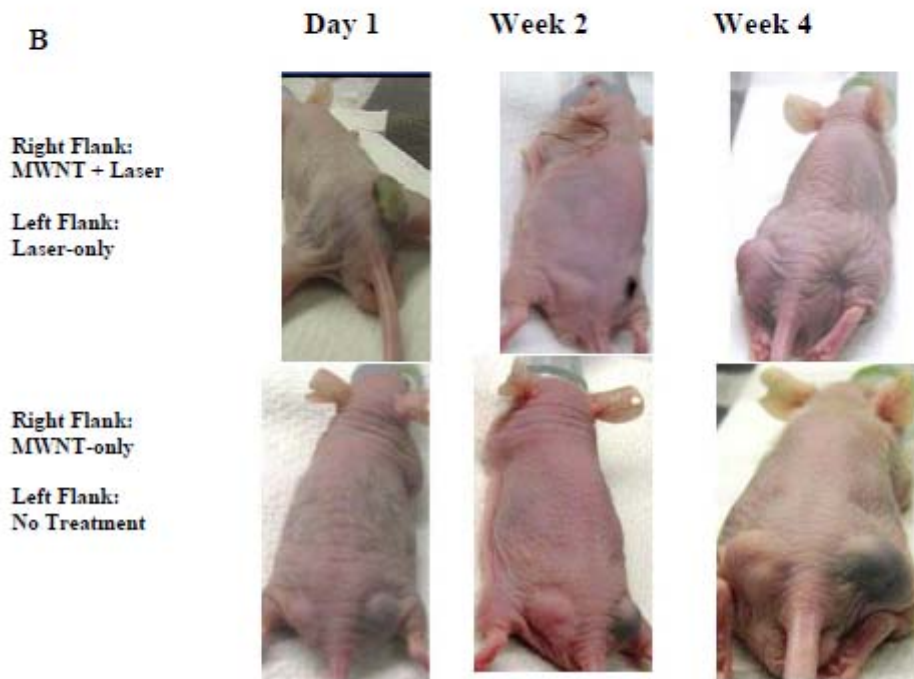 B
Day 1
Week 2
Week 4
Right Flank:
MWNT + Laser
Left Flank:
Laser-only
Right Flank:
MWNT-only
Left Flank:
No Treatment